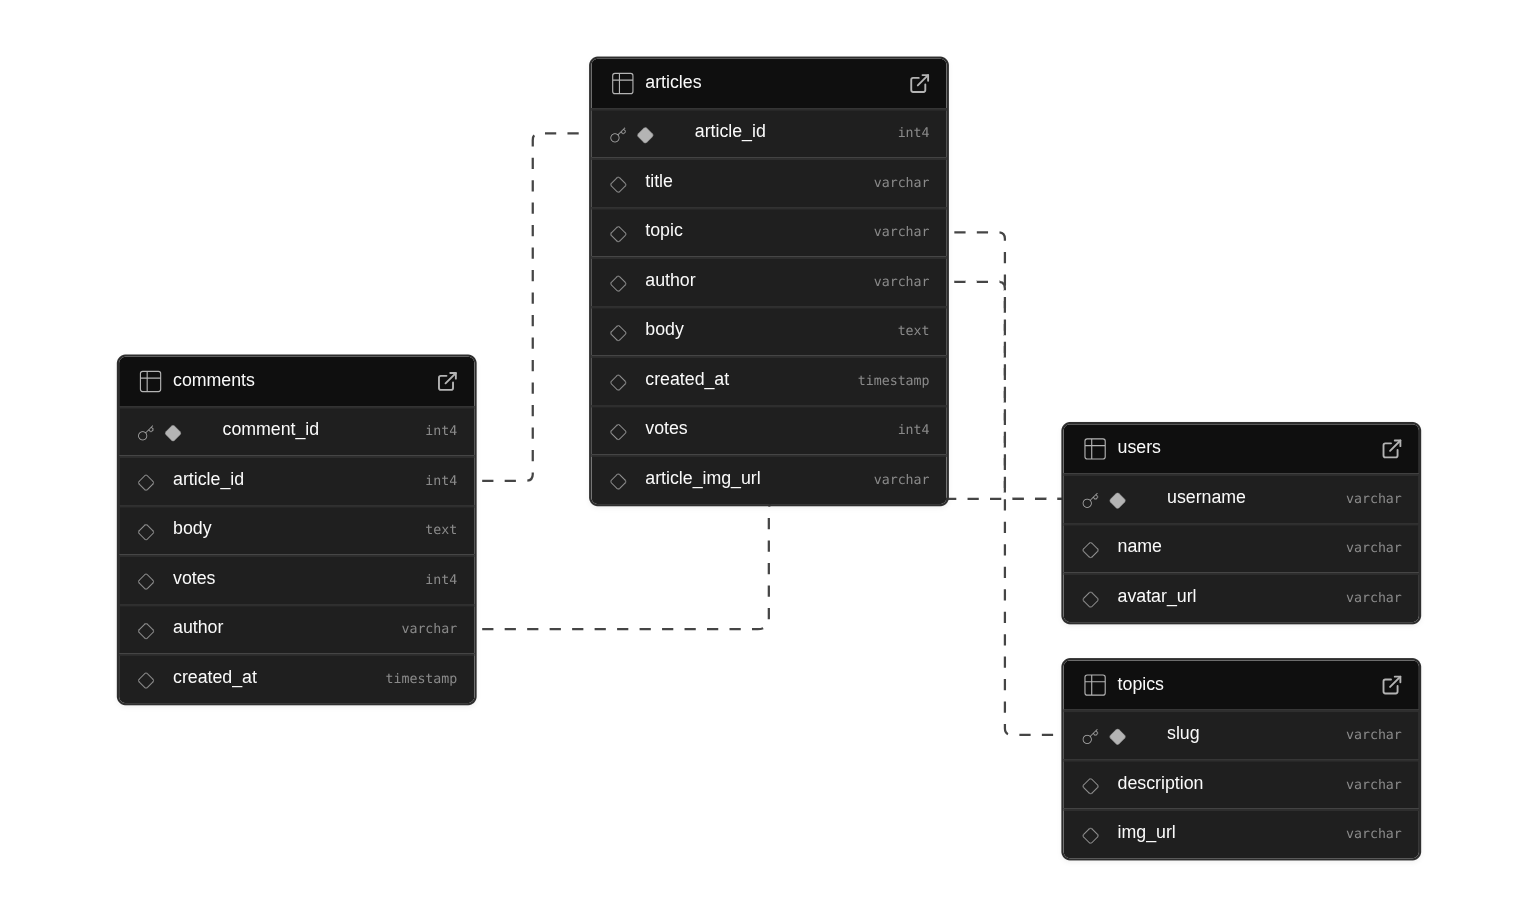 articles
article_id int4
title varchar
topic varchar
author varchar
body text
created_at timestamp
votes int4
article_img_url varchar
comments
comment_id int4
article_id int4
body text
votes int4
author varchar
created_at timestamp
users
username varchar
name varchar
avatar_url varchar
topics
slug varchar
description varchar
img_url varchar